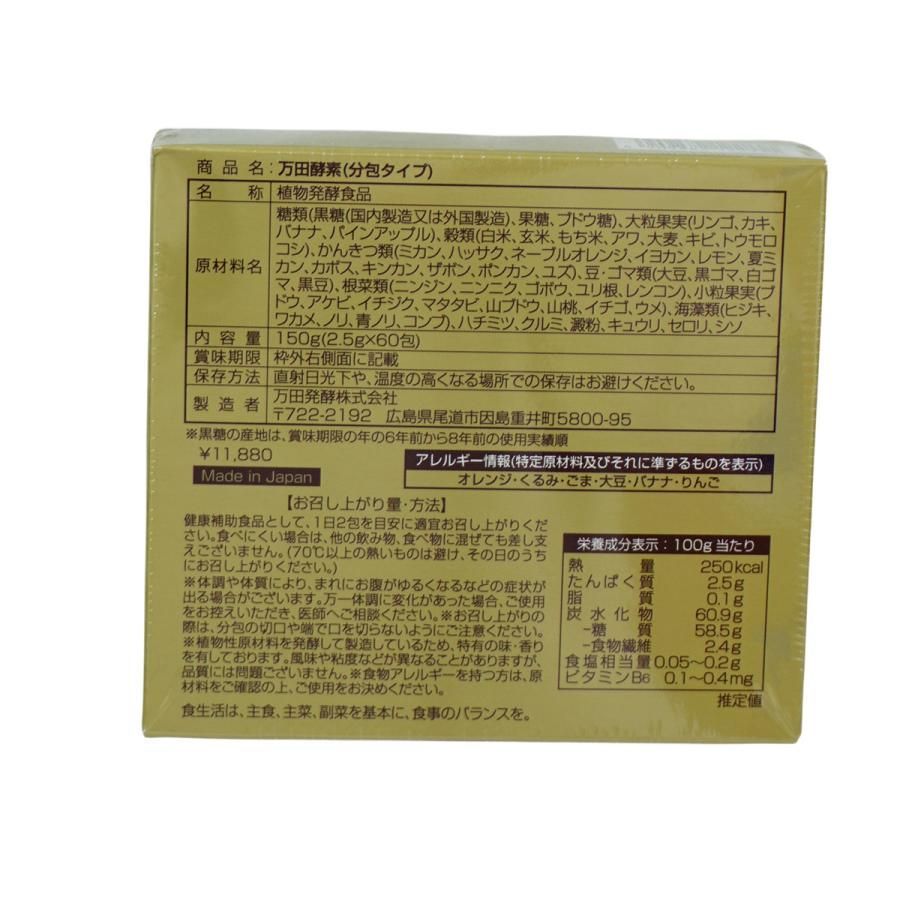 商品名：万田酵素(分包タイプ)
名称 植物発酵食品
原材料名 糖類(黒糖(国内製造又は外国製造)、果糖、ブドウ糖)、大粒果実(リンゴ、カキ、
バナナ、パインアップル)、穀類(白米、玄米、もち米、アワ、大麦、キビ、トウモロ
コシ)、かんきつ類(ミカン、ハッサク、ネーブルオレンジ、イヨカン、レモン、夏ミ
カン、カボス、キンカン、ザボン、ポンカン、ユズ)、豆・ゴマ類(大豆、黒ゴマ、白ゴ
マ、黒豆)、根菜類(ニンジン、ニンニク、ゴボウ、ユリ根、レンコン)、小粒果実(ブ
ドウ、アケビ、イチジク、マタタビ、山ブドウ、山桃、イチゴ、ウメ)、海藻類(ヒジキ、
ワカメ、ノリ、青ノリ、コンブ)、ハチミツ、クルミ、澱粉、キュウリ、セロリ、シソ
内容量 150g(2.5g×60包)
賞味期限 枠外右側面に記載
保存方法 直射日光下や、温度の高くなる場所での保存はお避けください。
製造者 万田発酵株式会社
〒722-2192 広島県尾道市因島重井町5800-95
※黒糖の産地は、賞味期限の年の6年前から8年前の使用実績順
¥11,880
Made in Japan
アレルギー情報(特定原材料及びそれに準ずるものを表示)
オレンジ・くるみ・ごま・大豆・バナナ・りんご
【お召し上がり量・方法】
健康補助食品として、1日2包を目安に適宜お召し上がりくだ
さい。食べにくい場合は、他の飲み物、食べ物に混ぜても差し支
えございません。(70℃以上の熱いものは避け、その日のうち
にお召し上がりください。)
※体調や体質により、まれにお腹がゆるくなるなどの症状が
出る場合がございます。万一体調に変化があった場合、ご使用
をお控えいただき、医師へご相談ください。※お召し上がりの
際は、分包の切口や端で口を切らないようにご注意ください。
※植物性原材料を発酵して製造しているため、特有の味・香り
を有しております。風味や粘度などが異なることがありますが、
品質には問題ございません。※食物アレルギーを持つ方は、原
材料をご確認の上、ご使用をお決めください。
食生活は、主食、主菜、副菜を基本に、食事のバランスを。
栄養成分表示：100g当たり
熱量 250kcal
たんぱく質 2.5g
脂質 0.1g
炭水化物 60.9g
-糖質 58.5g
-食物繊維 2.4g
食塩相当量 0.05～0.2g
ビタミンB6 0.1～0.4mg
推定値